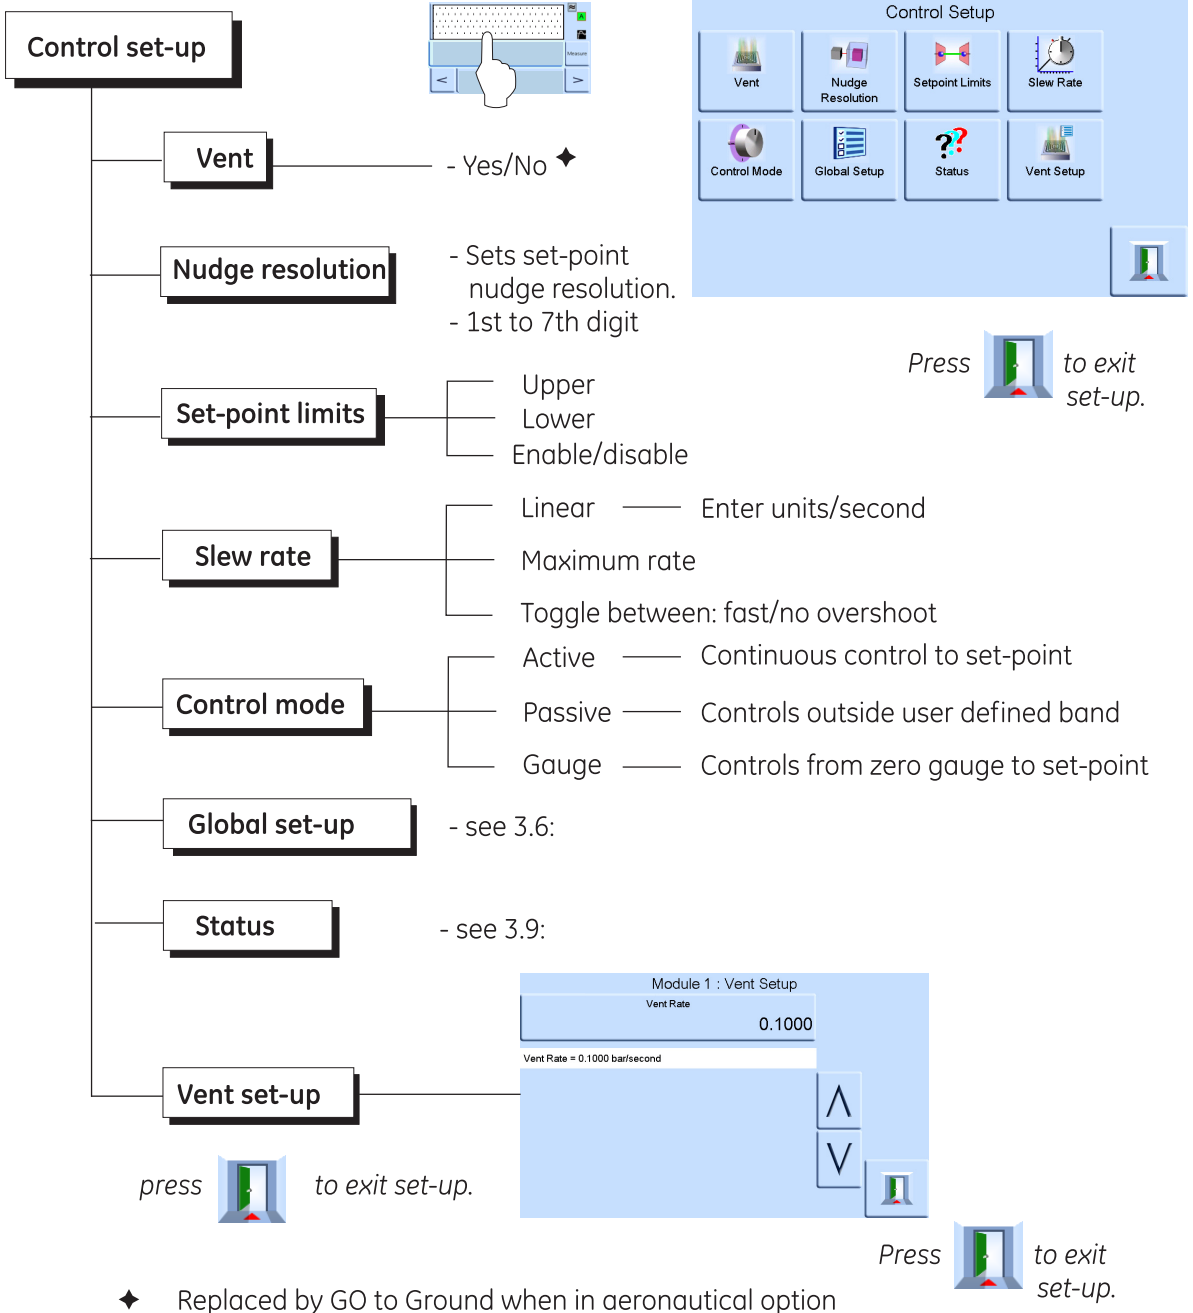 Control set-up
Measure
<
>
Control Setup
Vent
Nudge
Resolution
Setpoint Limits
Slew Rate
Control Mode
Global Setup
Status
Vent Setup
Press to exit
set-up.
Vent
- Yes/No ✦
Nudge resolution
- Sets set-point
nudge resolution.
- 1st to 7th digit
Set-point limits
Upper
Lower
Enable/disable
Slew rate
Linear
Enter units/second
Maximum rate
Toggle between: fast/no overshoot
Control mode
Active
Continuous control to set-point
Passive
Controls outside user defined band
Gauge
Controls from zero gauge to set-point
Global set-up
- see 3.6:
Status
- see 3.9:
Vent set-up
Module 1 : Vent Setup
Vent Rate
0.1000
Vent Rate = 0.1000 bar/second
press to exit set-up.
Press to exit
set-up.
✦ Replaced by GO to Ground when in aeronautical option